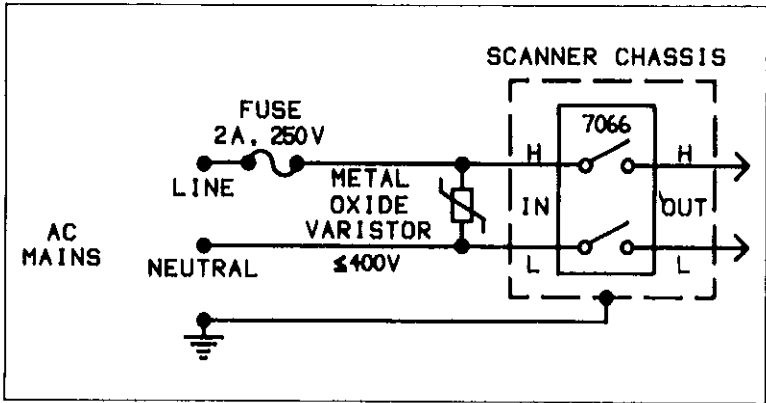 SCANNER CHASSIS
FUSE
2A, 250V
7066
LINE
H
H
METAL
OXIDE
VARISTOR
≤400V
IN
OUT
AC
MAINS
NEUTRAL
L
L